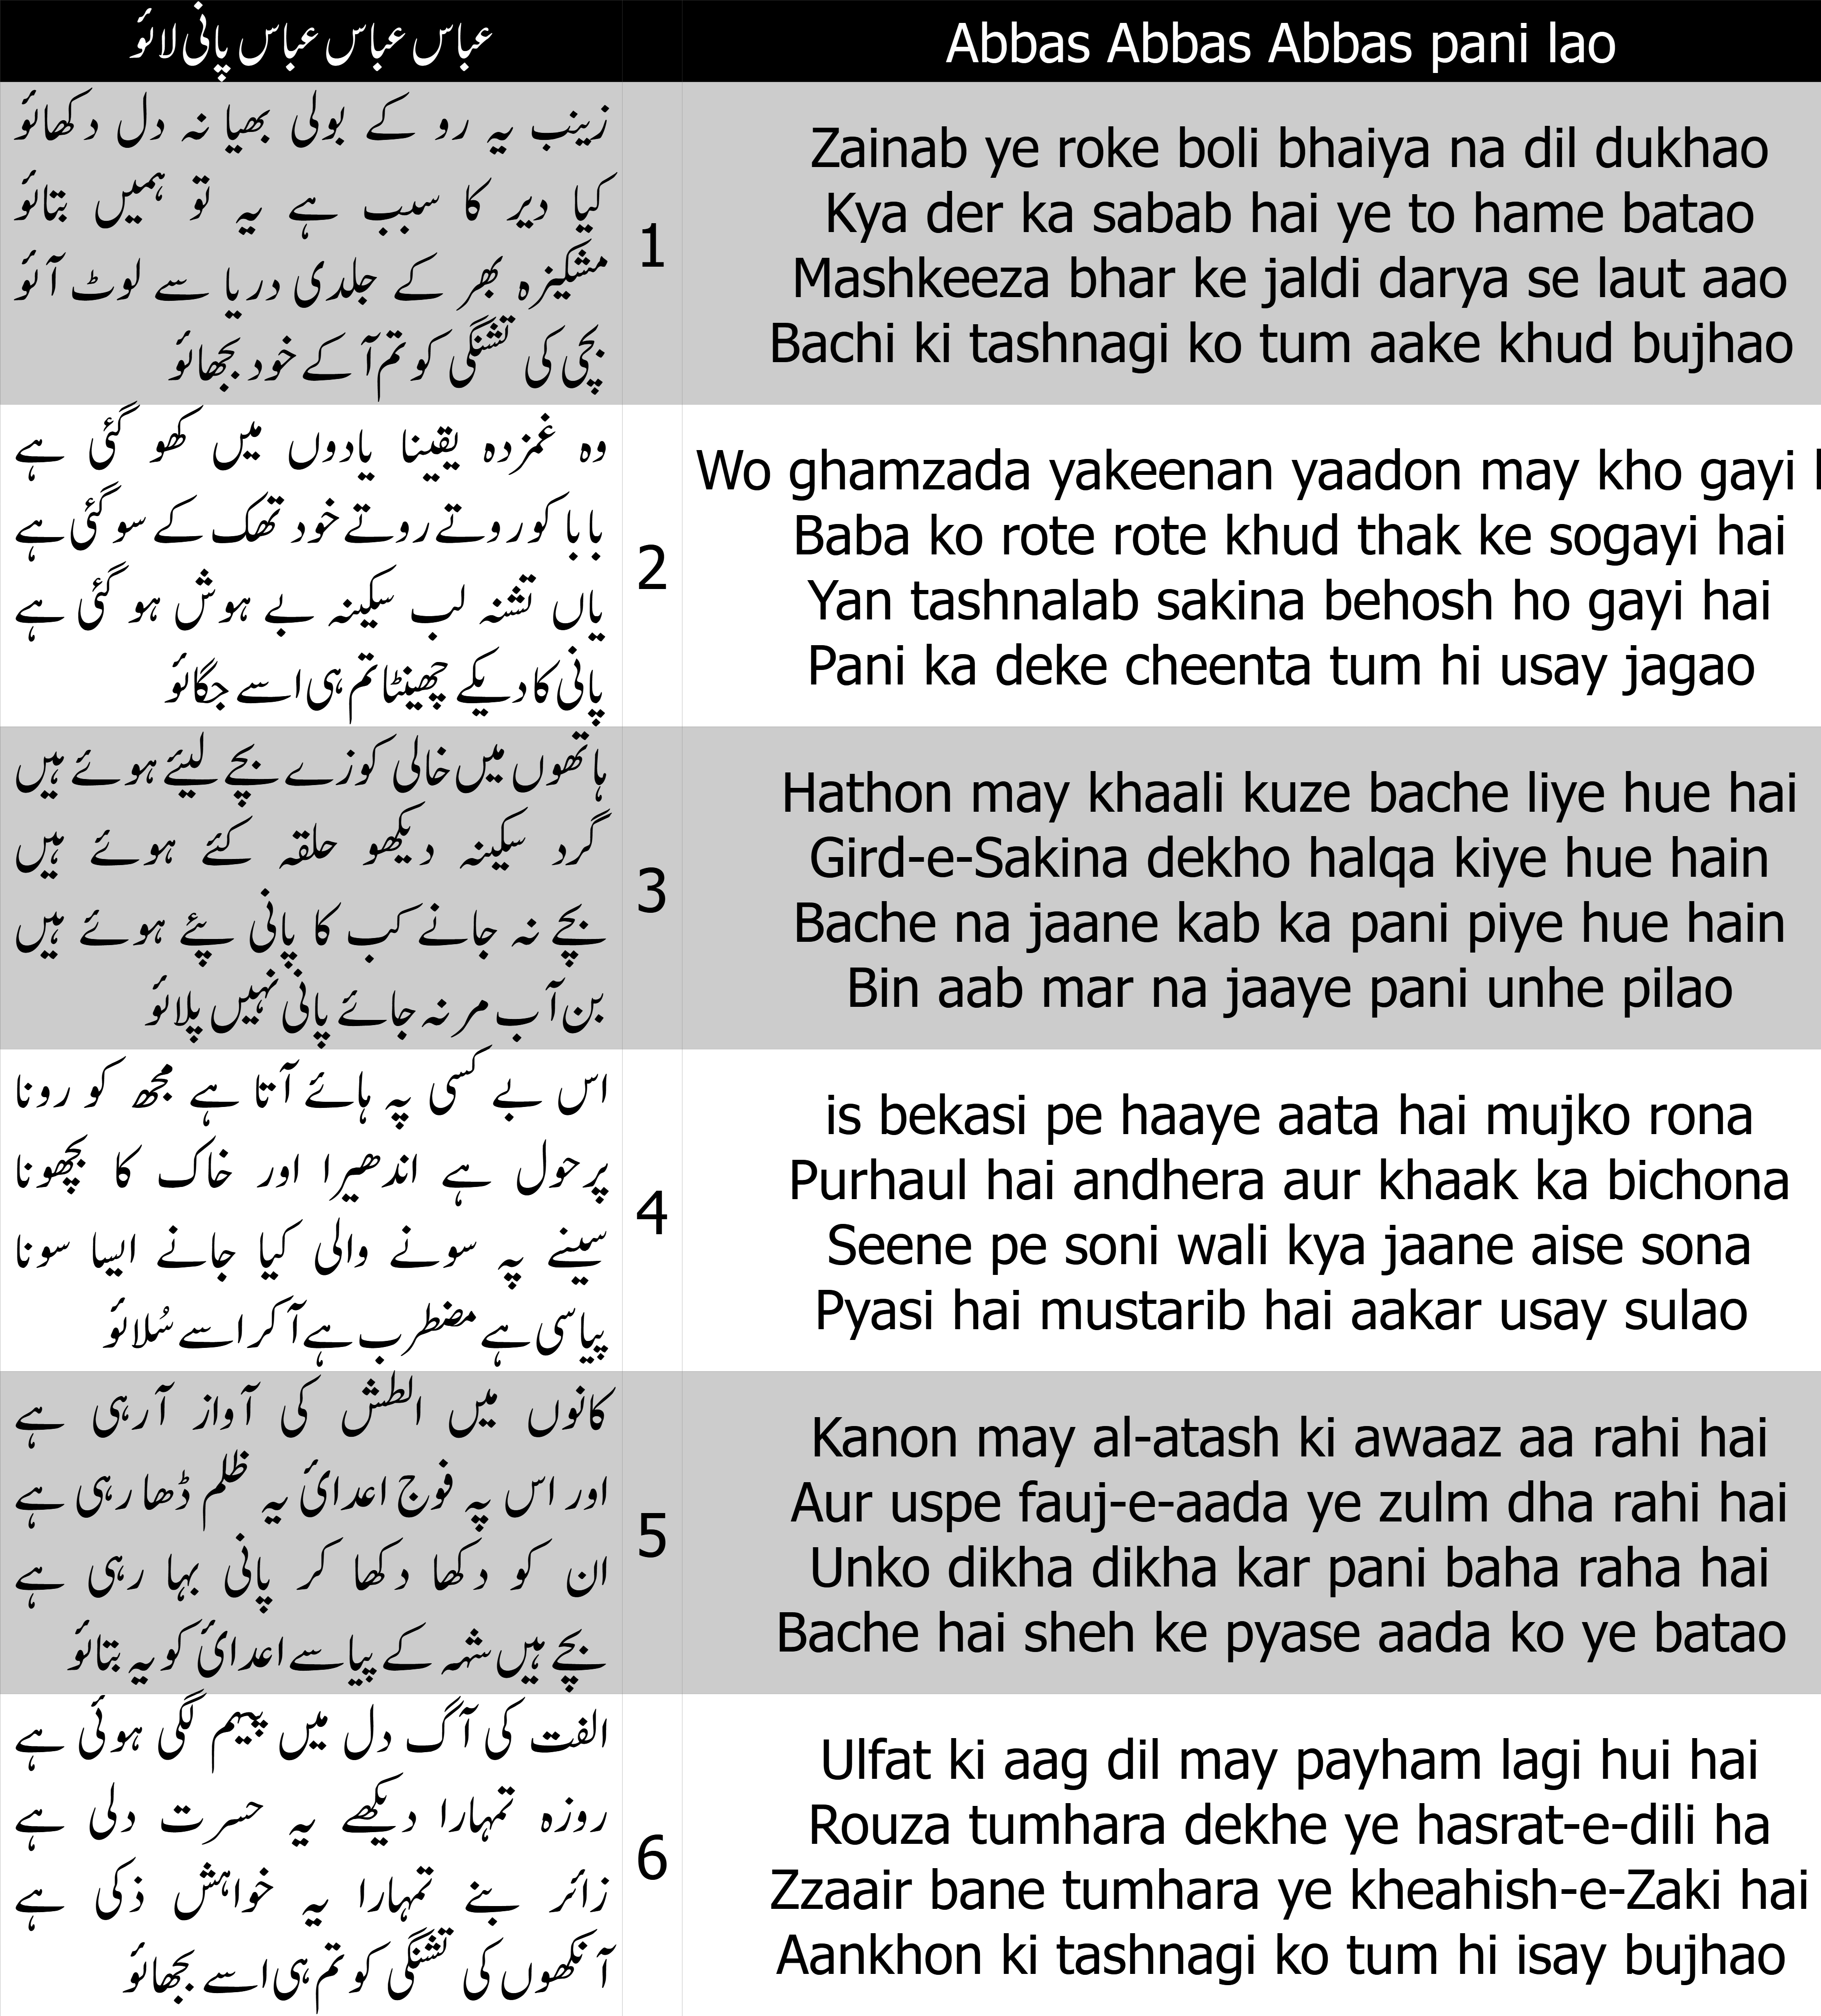 عباس عباس عباس پانی لائو
Abbas Abbas Abbas pani lao
زینب یہ رو کے بولی بھیا نہ دل دکھائو
کیا دیر کا سبب ہے یہ تو ہمیں بتائو
مشکیزہ بھر کے جلدی دریا سے لوٹ آئو
بچی کی تشنگی کو تم آ کے خود بجھائو
1
Zainab ye roke boli bhaiya na dil dukhao
Kya der ka sabab hai ye to hame batao
Mashkeeza bhar ke jaldi darya se laut aao
Bachi ki tashnagi ko tum aake khud bujhao
وہ غمزدہ یقینا یادوں میں کھو گئی ہے
بابا کو روتے روتے خود تھک کے سو گئی ہے
یاں تشنہ لب سکینہ بے ہوش ہو گئی ہے
پانی کا دیکے چھینٹا تم ہی اسے جگائو
2
Wo ghamzada yakeenan yaadon may kho gayi
Baba ko rote rote khud thak ke sogayi hai
Yan tashnalab sakina behosh ho gayi hai
Pani ka deke cheenta tum hi usay jagao
ہاتھوں میں خالی کوزے بچے لیئے ہوئے ہیں
گرد سکینہ دیکھو حلقہ کئے ہوئے ہیں
بچے نہ جانے کب کا پانی پئے ہوئے ہیں
بن آب مر نہ جائے پانی نہیں پلائو
3
Hathon may khaali kuze bache liye hue hai
Gird-e-Sakina dekho halqa kiye hue hain
Bache na jaane kab ka pani piye hue hain
Bin aab mar na jaaye pani unhe pilao
اس بے کسی پہ ہائے آتا ہے مجھ کو رونا
پرحول ہے اندھیرا اور خاک کا بچھونا
سینے پہ سونے والی کیا جانے ایسا سونا
پیاسی ہے مضطرب ہے آ کر اسے سُلائو
4
is bekasi pe haaye aata hai mujko rona
Purhaul hai andhera aur khaak ka bichona
Seene pe soni wali kya jaane aise sona
Pyasi hai mustarib hai aakar usay sulao
کانوں میں الطش کی آواز آرہی ہے
اور اس پہ فوج اعدائ یہ ظلم ڈھا رہی ہے
ان کو دکھا دکھا کر پانی بہا رہی ہے
بچے ہیں شہہ کے پیاسے اعدائ کو یہ بتائو
5
Kanon may al-atash ki awaaz aa rahi hai
Aur uspe fauj-e-aada ye zulm dha rahi hai
Unko dikha dikha kar pani baha raha hai
Bache hai sheh ke pyase aada ko ye batao
الفت کی آگ دل میں پیہم لگی ہوئی ہے
روزہ تمہارا دیکھے یہ حسرت دلی ہے
زائر بنے تمہارا یہ خواہش ذکی ہے
آنکھوں کی تشنگی کو تم ہی اسے بجھائو
6
Ulfat ki aag dil may payham lagi hui hai
Rouza tumhara dekhe ye hasrat-e-dili ha
Zzaair bane tumhara ye kheahish-e-Zaki hai
Aankhon ki tashnagi ko tum hi isay bujhao